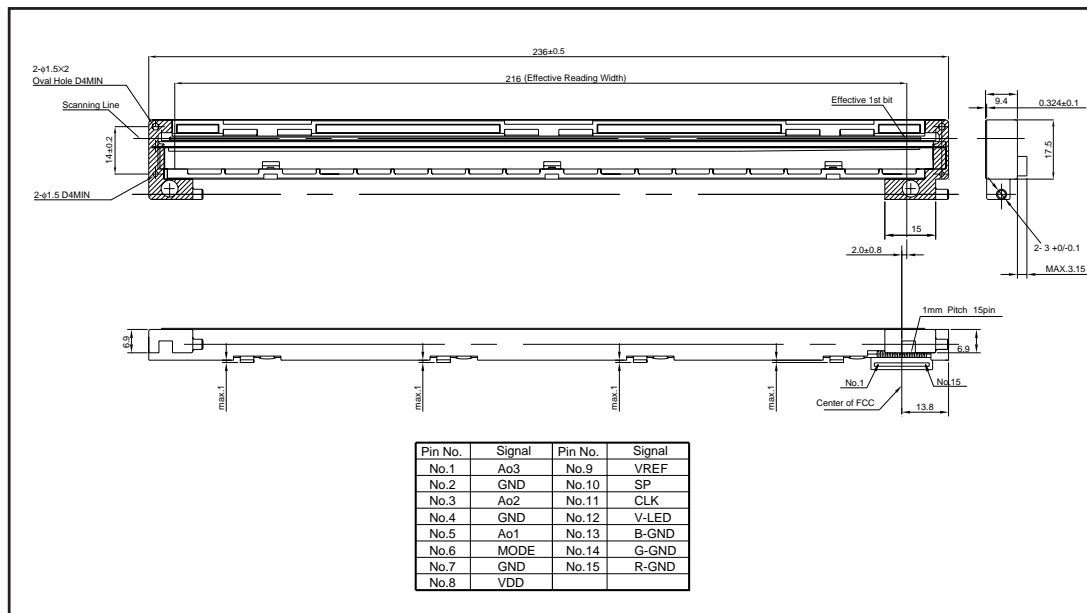 236±0.5
2-φ1.5×2
Oval Hole D4MIN
216 (Effective Reading Width)
Scanning Line
Effective 1st bit
9.4
0.324±0.1
14±0.2
17.5
2-φ1.5 D4MIN
15
2- 3 +0/-0.1
2.0±0.8
MAX.3.15
1mm Pitch 15pin
6.9
6.9
max.1
max.1
max.1
max.1
No.1
No.15
Center of FCC
13.8
Pin No. Signal Pin No. Signal
No.1 Ao3 No.9 VREF
No.2 GND No.10 SP
No.3 Ao2 No.11 CLK
No.4 GND No.12 V-LED
No.5 Ao1 No.13 B-GND
No.6 MODE No.14 G-GND
No.7 GND No.15 R-GND
No.8 VDD